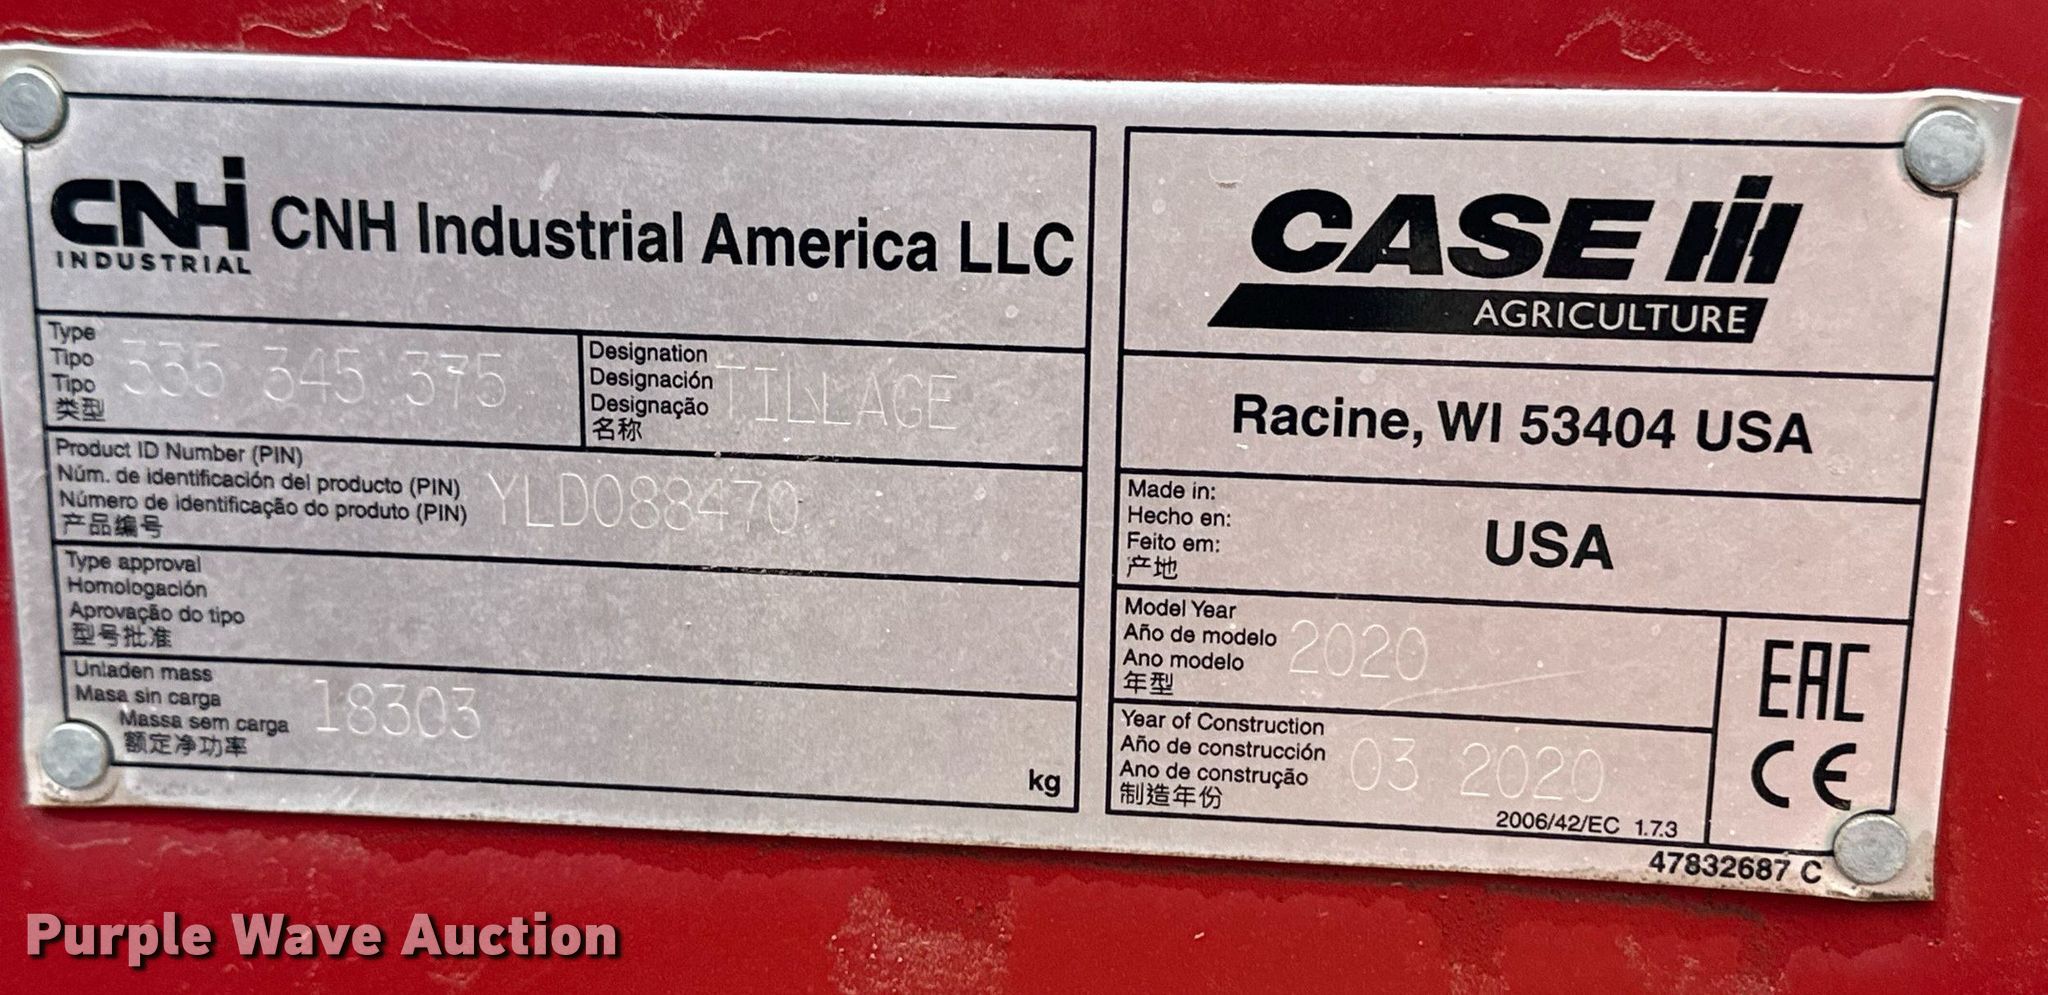 CNH INDUSTRIAL
CNH Industrial America LLC
Type
Tipo
Tipo
类型
335 345 375
Designation
Designación
Designação
名称
TILLAGE
Product ID Number (PIN)
Núm. de identificación del producto (PIN)
Número de identificação do produto (PIN)
产品编号
YLD088470
Type approval
Homologación
Aprovação do tipo
型号批准
Unladen mass
Masa sin carga
Massa sem carga
额定净功率
18303
kg
CASE IH
AGRICULTURE
Racine, WI 53404 USA
Made in:
Hecho en:
Feito em:
产地
USA
Model Year
Año de modelo
Ano modelo
年型
2020
Year of Construction
Año de construcción
Ano de construção
制造年份
03 2020
2006/42/EC 1.7.3
EAC
CE
47832687 C
Purple Wave Auction